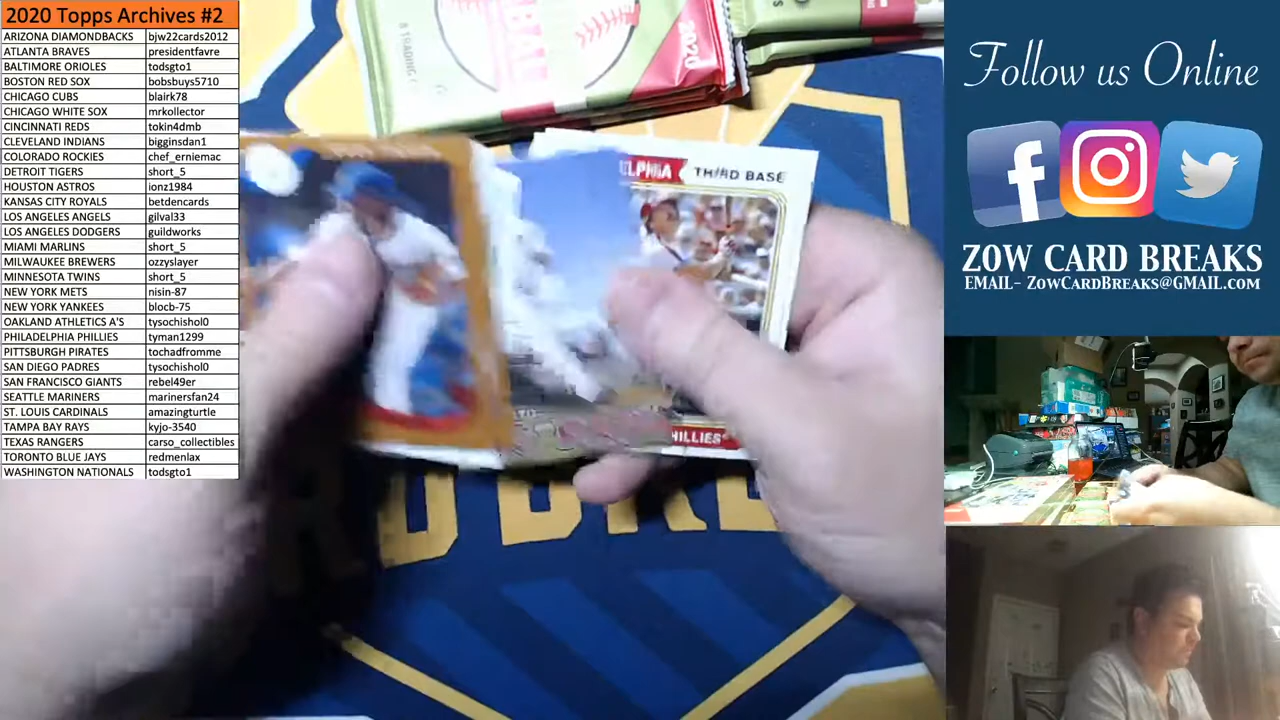 2020 Topps Archives #2
ARIZONA DIAMONDBACKS bjw22cards2012
ATLANTA BRAVES presidentfavre
BALTIMORE ORIOLES todsgto1
BOSTON RED SOX bobsbuys5710
CHICAGO CUBS blairk78
CHICAGO WHITE SOX mrkollector
CINCINNATI REDS tokin4dmb
CLEVELAND INDIANS bigginsdan1
COLORADO ROCKIES chef_erniemac
DETROIT TIGERS short_5
HOUSTON ASTROS ionz1984
KANSAS CITY ROYALS betdencards
LOS ANGELES ANGELS gilval33
LOS ANGELES DODGERS guildworks
MIAMI MARLINS short_5
MILWAUKEE BREWERS ozzyslayer
MINNESOTA TWINS short_5
NEW YORK METS nisin-87
NEW YORK YANKEES blocb-75
OAKLAND ATHLETICS A'S tysochishol0
PHILADELPHIA PHILLIES tyman1299
PITTSBURGH PIRATES tochadfromme
SAN DIEGO PADRES tysochishol0
SAN FRANCISCO GIANTS rebel49er
SEATTLE MARINERS marinersfan24
ST. LOUIS CARDINALS amazingturtle
TAMPA BAY RAYS kyjo-3540
TEXAS RANGERS carso_collectibles
TORONTO BLUE JAYS redmenlax
WASHINGTON NATIONALS todsgto1
2020
ELPHIA THIRD BASE
HILLIES
Follow us Online
ZOW CARD BREAKS
EMAIL- ZOWCARDBREAKS@GMAIL.COM